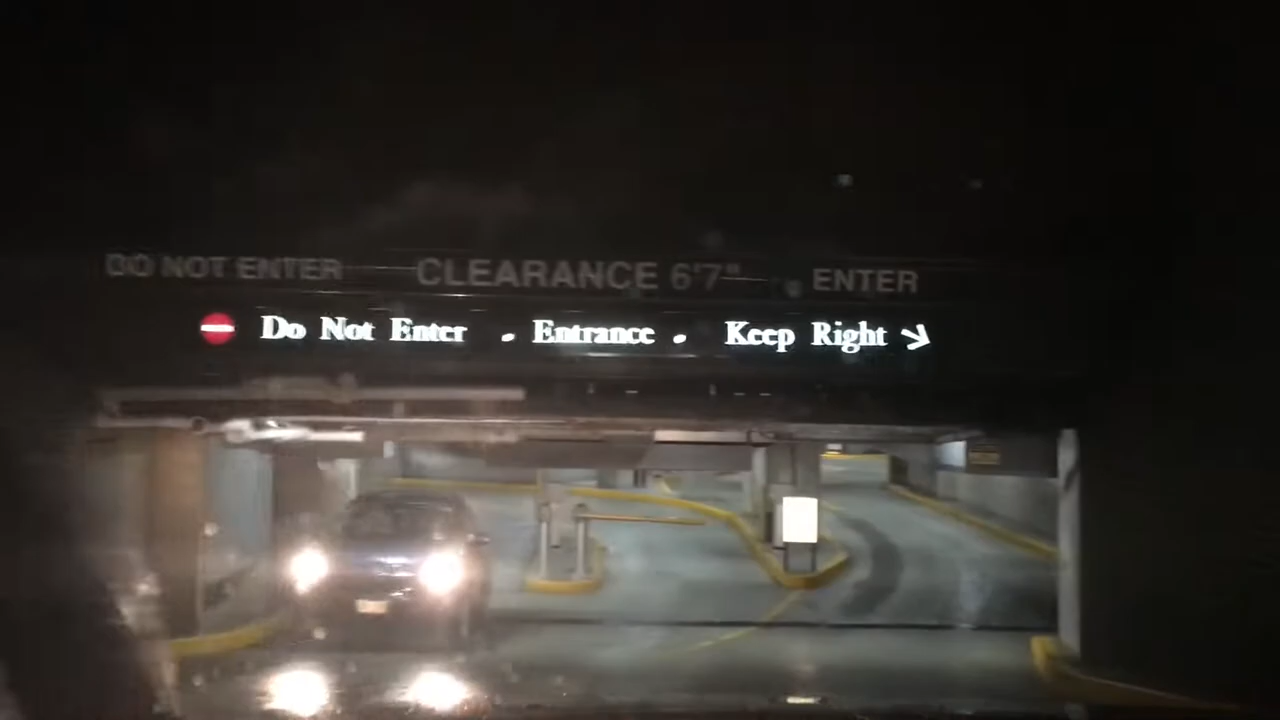 DO NOT ENTER CLEARANCE 6'7" ENTER
Do Not Enter . Entrance . Keep Right ↘